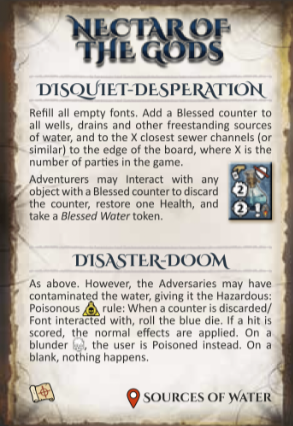 NECTAR OF
THE GODS
DISQUIET-DESPERATION
Refill all empty fonts. Add a Blessed counter to
all wells, drains and other freestanding sources
of water, and to the X closest sewer channels (or
similar) to the edge of the board, where X is the
number of parties in the game.
Adventurers may Interact with any
object with a Blessed counter to discard
the counter, restore one Health, and
take a Blessed Water token.
2
2
DISASTER-DOOM
As above. However, the Adversaries may have
contaminated the water, giving it the Hazardous:
Poisonous rule: When a counter is discarded/
Font interacted with, roll the blue die. If a hit is
scored, the normal effects are applied. On a
blunder , the user is Poisoned instead. On a
blank, nothing happens.
SOURCES OF WATER